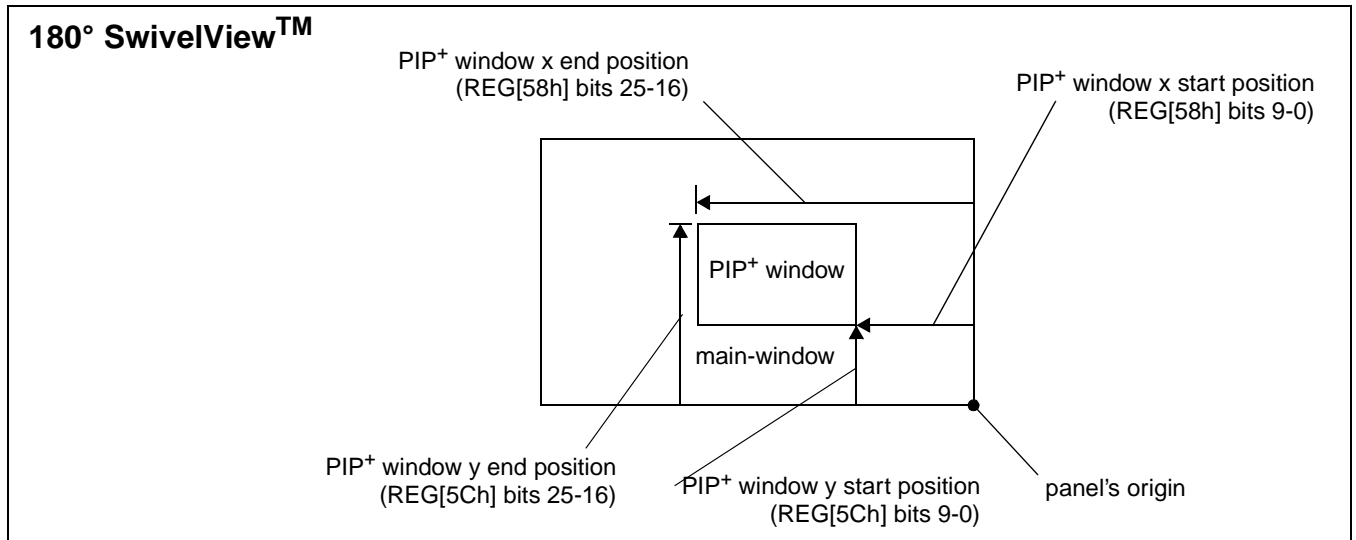 180° SwivelView™
PIP+ window x end position
(REG[58h] bits 25-16)
PIP+ window x start position
(REG[58h] bits 9-0)
PIP+ window
main-window
PIP+ window y end position
(REG[5Ch] bits 25-16)
PIP+ window y start position
(REG[5Ch] bits 9-0)
panel's origin